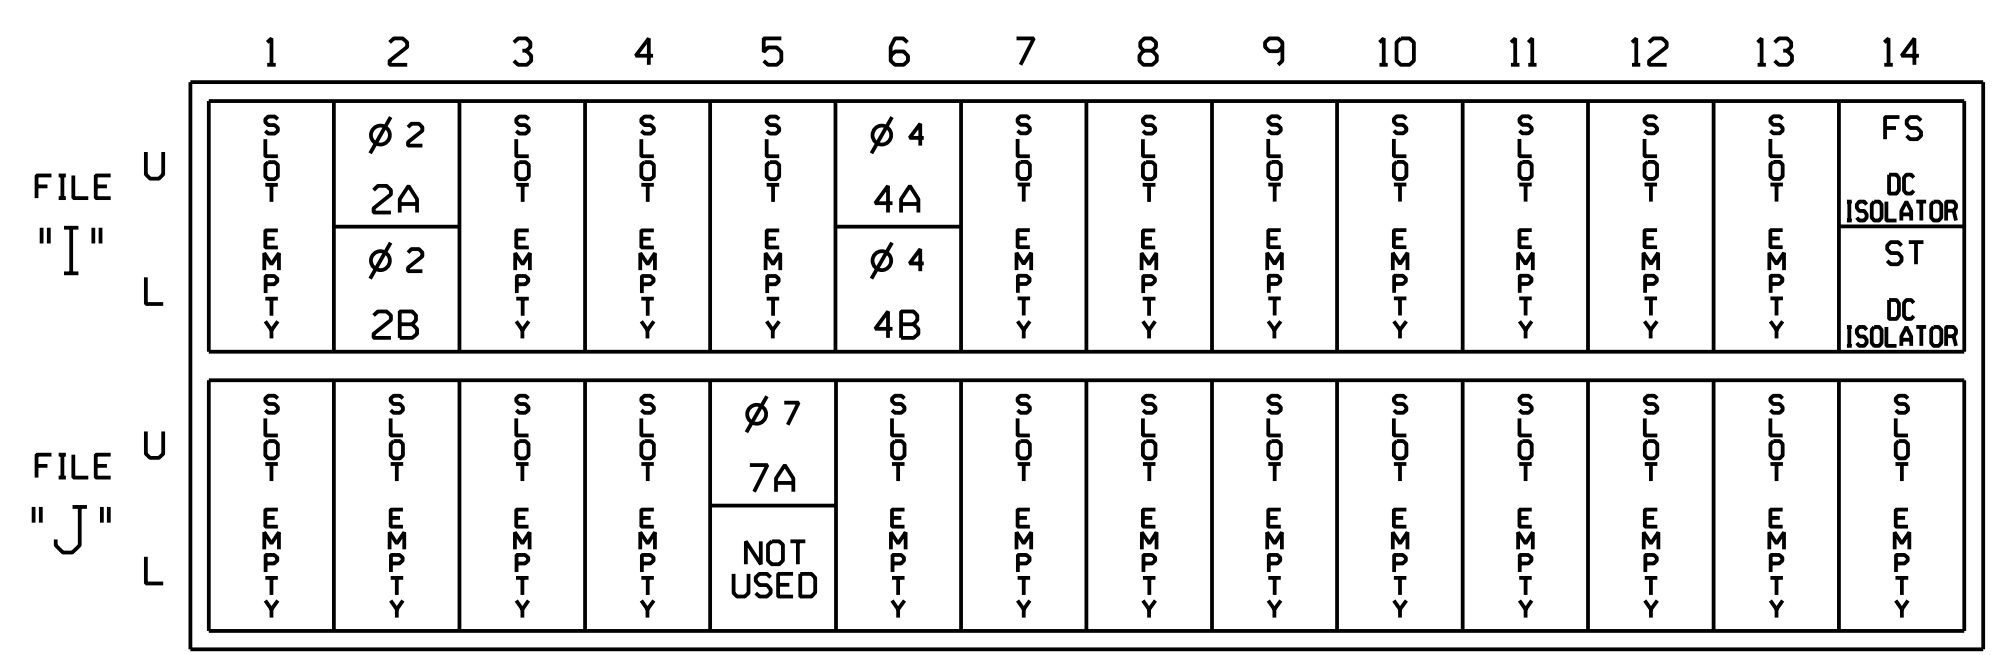 1 2 3 4 5 6 7 8 9 10 11 12 13 14
FILE
"I"
U
L
SLOT EMPTY
Ø 2
2A
Ø 2
2B
SLOT EMPTY
SLOT EMPTY
SLOT EMPTY
Ø 4
4A
Ø 4
4B
SLOT EMPTY
SLOT EMPTY
SLOT EMPTY
SLOT EMPTY
SLOT EMPTY
SLOT EMPTY
SLOT EMPTY
FS
DC
ISOLATOR
ST
DC
ISOLATOR
FILE
"J"
U
L
SLOT EMPTY
SLOT EMPTY
SLOT EMPTY
SLOT EMPTY
Ø 7
7A
NOT
USED
SLOT EMPTY
SLOT EMPTY
SLOT EMPTY
SLOT EMPTY
SLOT EMPTY
SLOT EMPTY
SLOT EMPTY
SLOT EMPTY
SLOT EMPTY